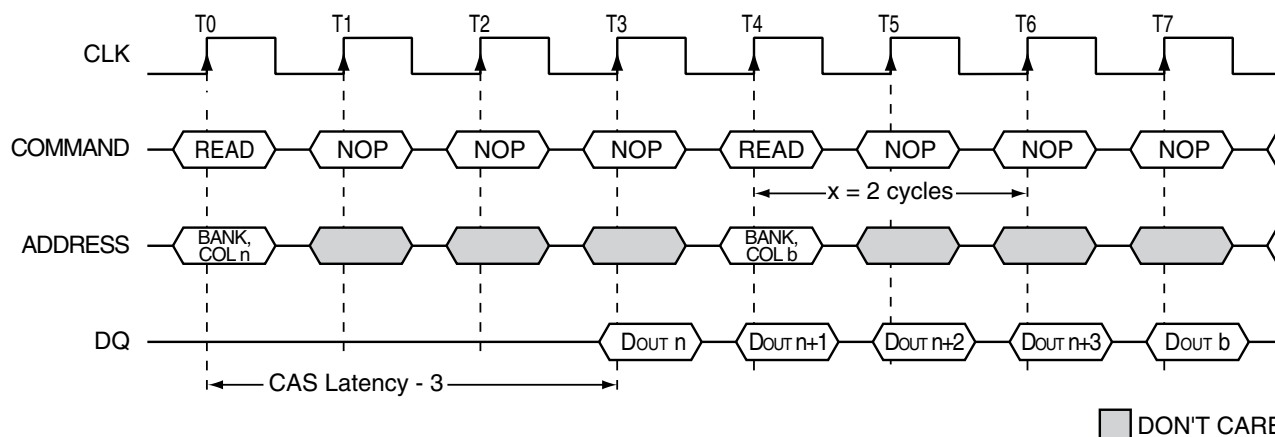 T0 T1 T2 T3 T4 T5 T6 T7
CLK
COMMAND READ NOP NOP NOP READ NOP NOP NOP
x = 2 cycles
ADDRESS BANK, COL n BANK, COL b
DQ DOUT n DOUT n+1 DOUT n+2 DOUT n+3 DOUT b
CAS Latency - 3
DON'T CARE